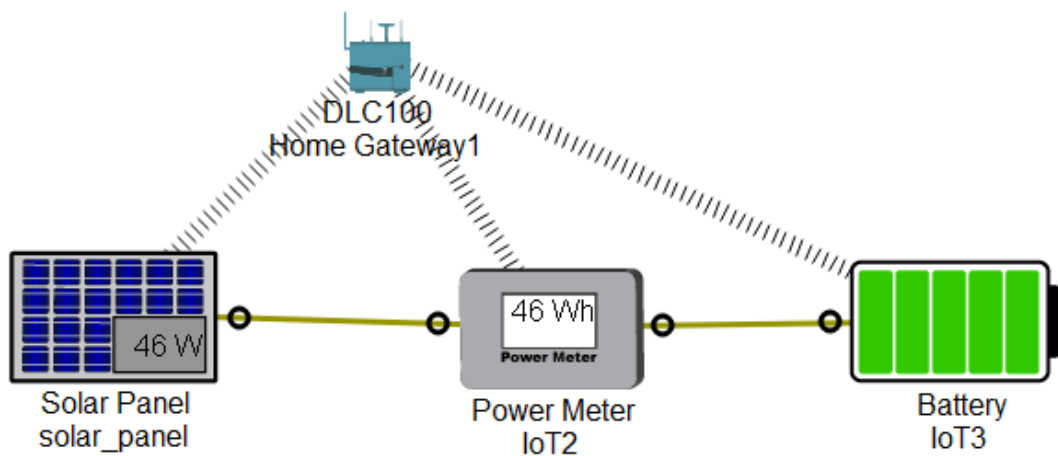 DLC100
Home Gateway1
46 W
Solar Panel
solar_panel
46 Wh
Power Meter
Power Meter
IoT2
Battery
IoT3